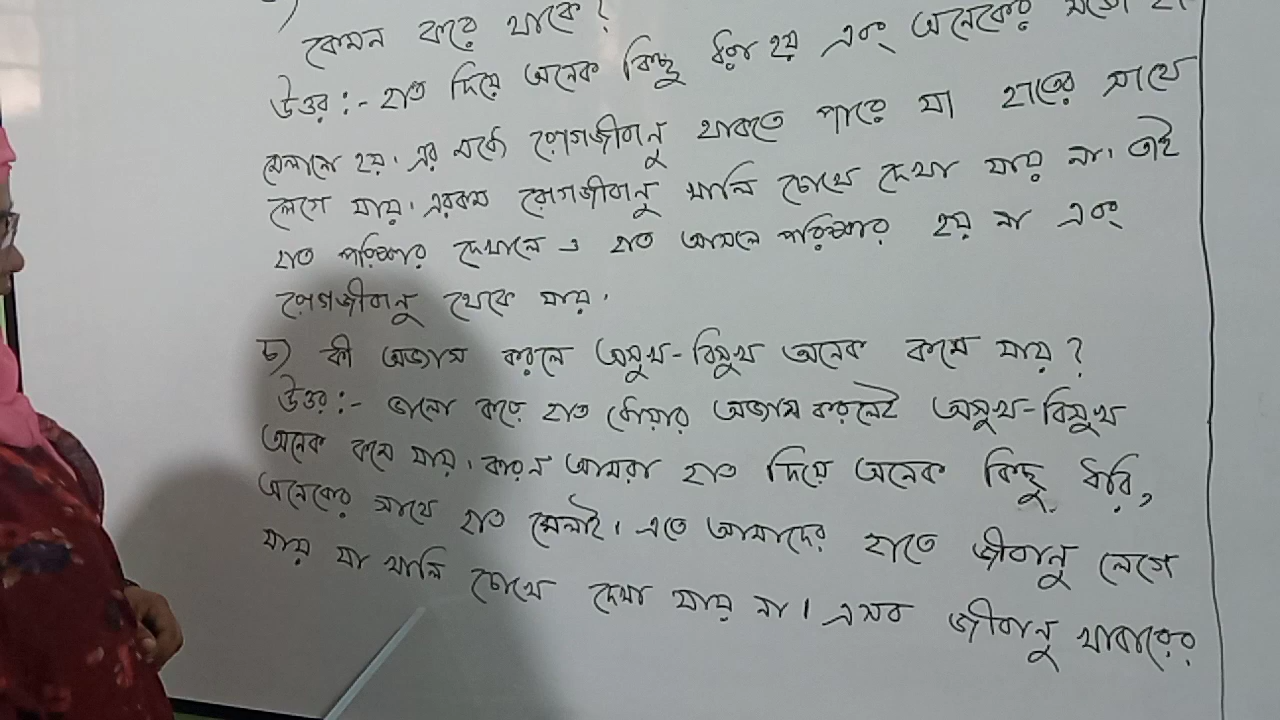 কেমন করে থাকে?
উত্তর :- হাত দিয়ে অনেক কিছু ধরা হয় এবং অনেকের
মেলানো হয়। এর মধ্যে রোগজীবানু থাকতে পারে যা হাতের সাথে
লেগে যায়। এরকম রোগজীবানু খালি চোখে দেখা যায় না। তাই
হাত পরিষ্কার দেখালে ও হাত আসলে পরিষ্কার হয় না এবং
রোগজীবানু থেকে যায়।
চ) কী অভ্যাস করলে অসুখ-বিসুখ অনেক কমে যায়?
উত্তর :- ভালো করে হাত ধোয়ার অভ্যাস করলেই অসুখ-বিসুখ
অনেক কমে যায়। কারন আমরা হাত দিয়ে অনেক কিছু ধরি,
অনেকের সাথে হাত মেলাই। এতে আমাদের হাতে জীবানু লেগে
যায় যা খালি চোখে দেখা যায় না। এসব জীবানু খাবারের